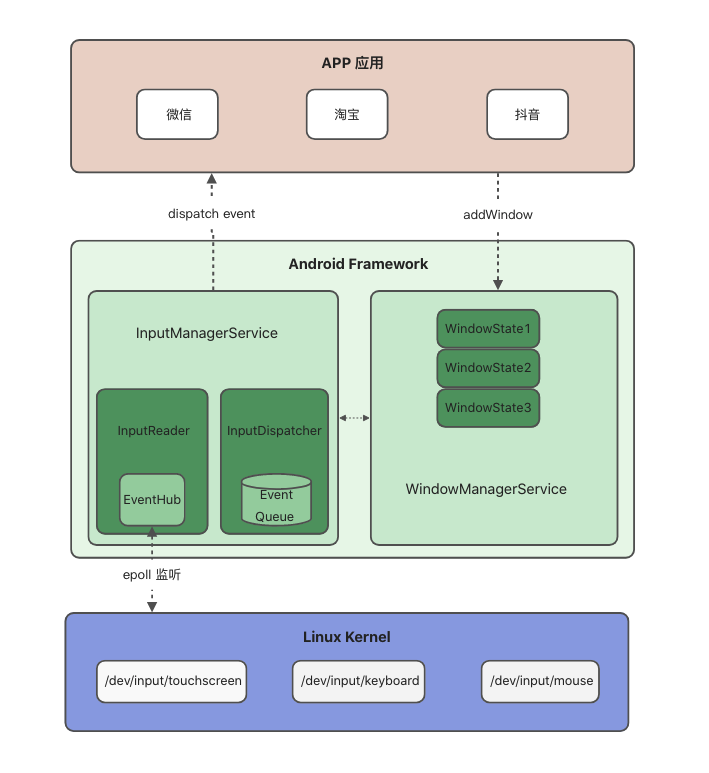 APP 应用
微信
淘宝
抖音
dispatch event
addWindow
Android Framework
InputManagerService
InputReader
EventHub
InputDispatcher
Event
Queue
WindowState1
WindowState2
WindowState3
WindowManagerService
epoll 监听
Linux Kernel
/dev/input/touchscreen
/dev/input/keyboard
/dev/input/mouse